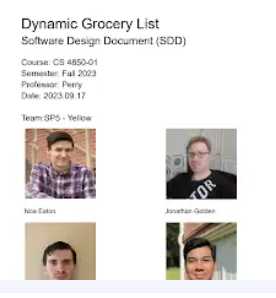 Dynamic Grocery List
Software Design Document (SDD)
Course: CS 4850-01
Semester: Fall 2023
Professor: Perry
Date: 2023.09.17
Team:SP5 - Yellow
Noe Eaton
Jonathan Golden